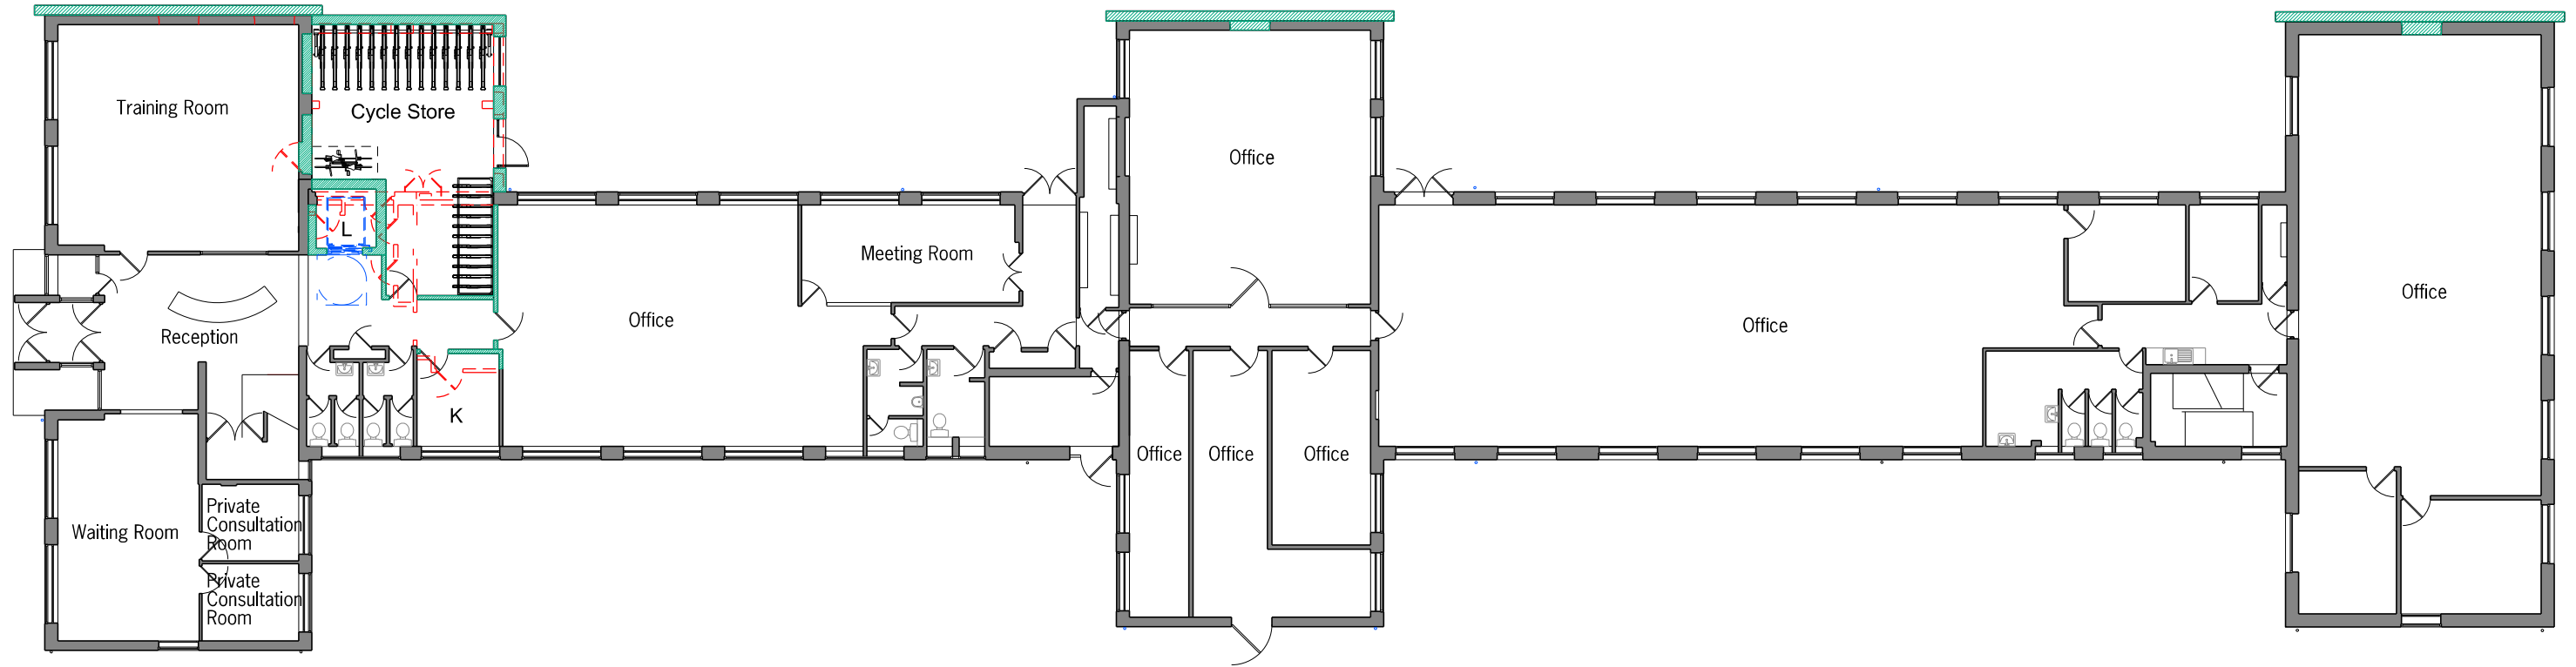 Training Room
Cycle Store
L
Reception
K
Waiting Room
Private
Consultation
Room
Private
Consultation
Room
Office
Meeting Room
Office
Office
Office
Office
Office
Office